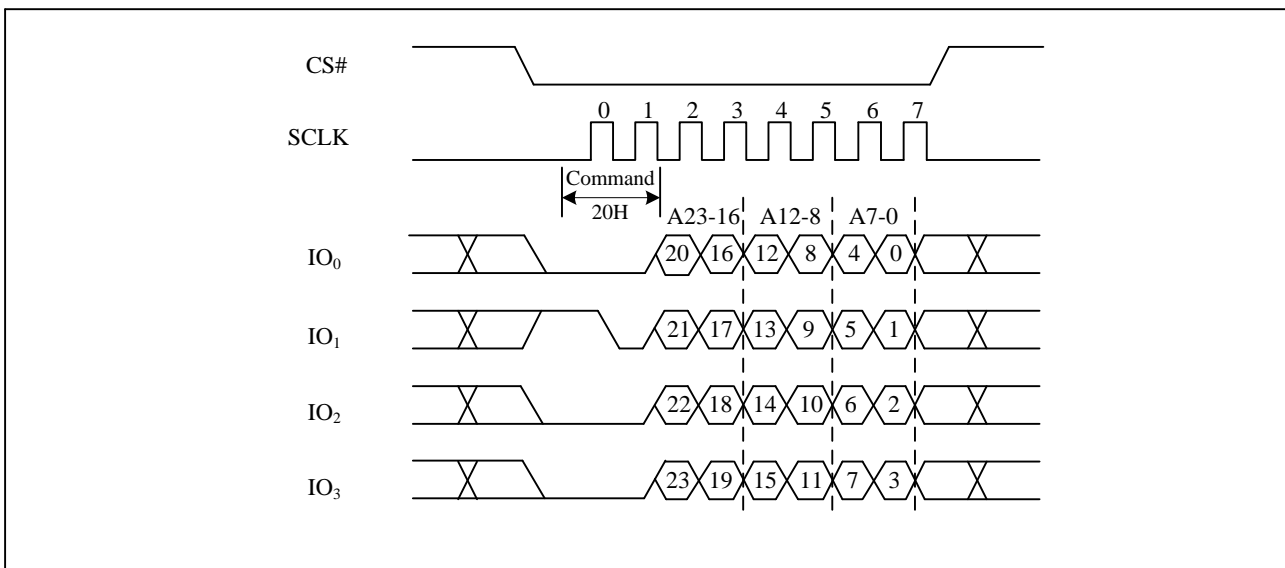 CS#
0 1 2 3 4 5 6 7
SCLK
Command
20H
A23-16 A12-8 A7-0
IO0 20 16 12 8 4 0
IO1 21 17 13 9 5 1
IO2 22 18 14 10 6 2
IO3 23 19 15 11 7 3